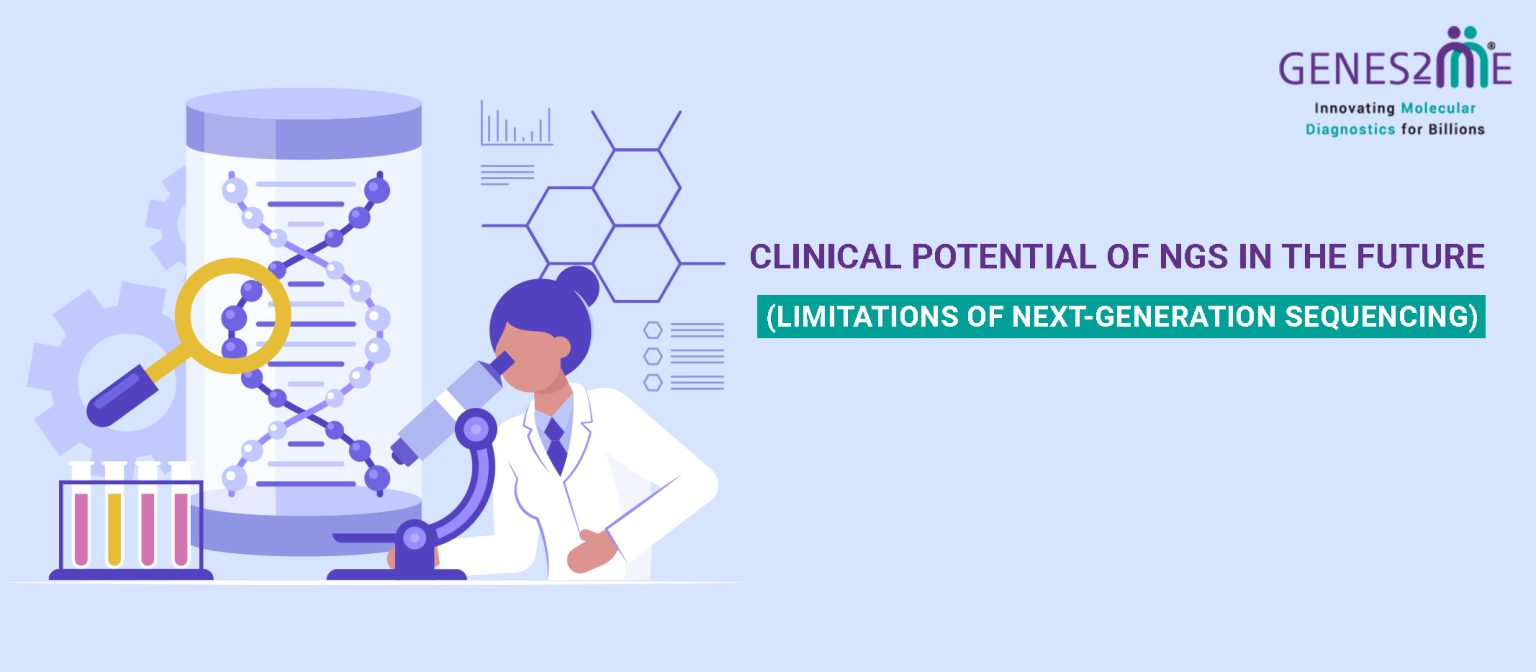 GENES2ME®
Innovating Molecular
Diagnostics for Billions
CLINICAL POTENTIAL OF NGS IN THE FUTURE
(LIMITATIONS OF NEXT-GENERATION SEQUENCING)